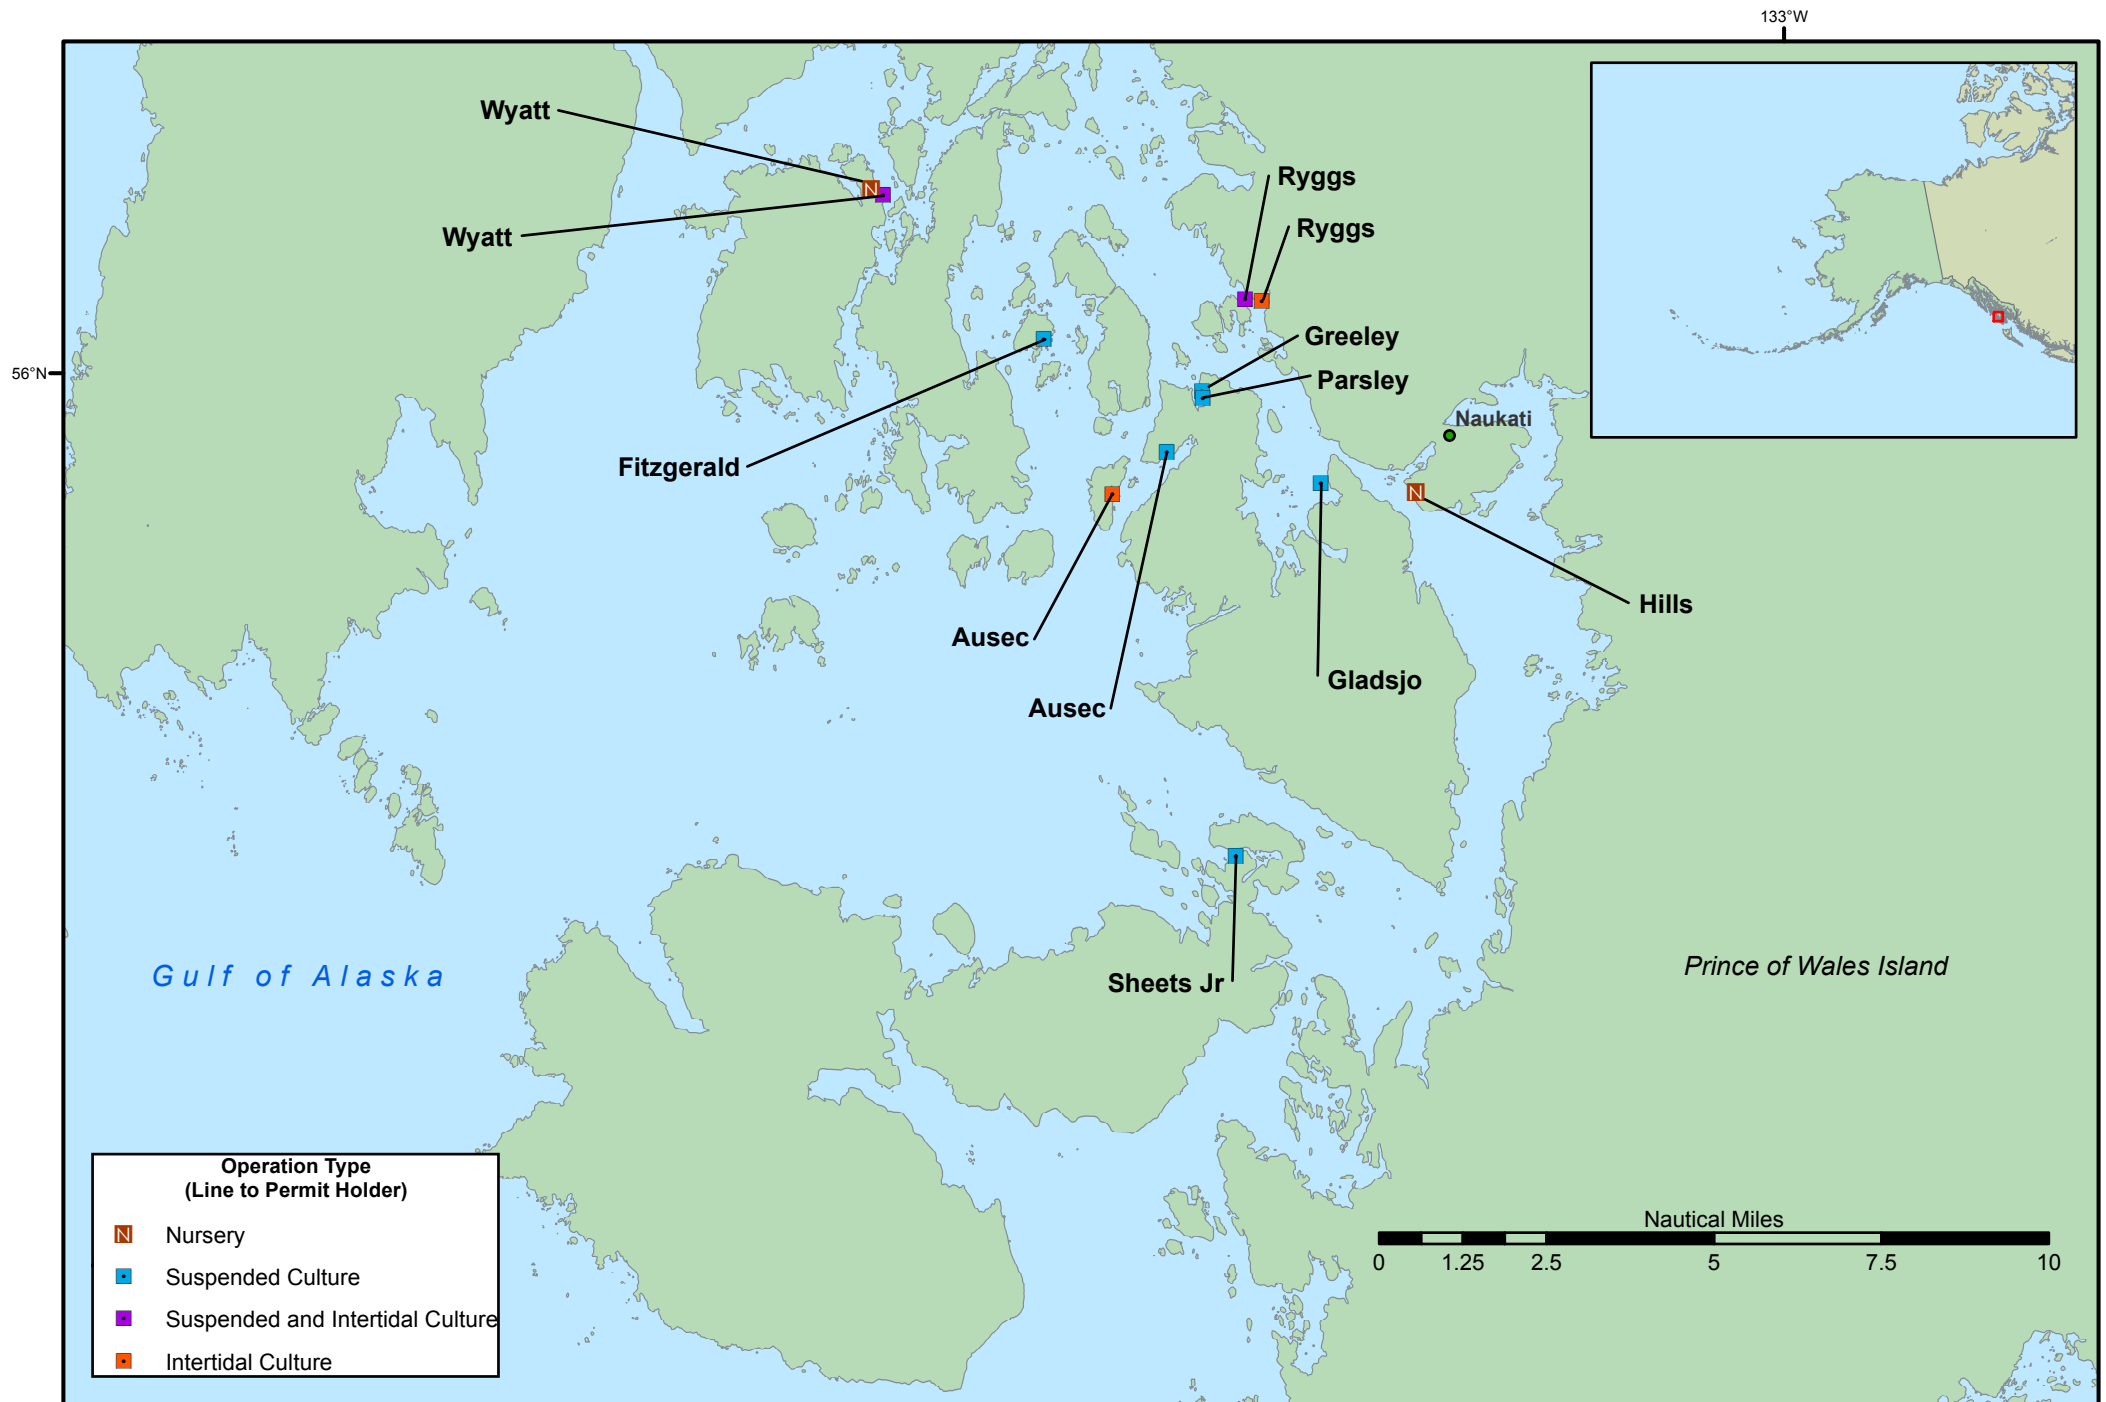 133°W
56°N
Wyatt
Wyatt
Ryggs
Ryggs
Greeley
Parsley
Naukati
Fitzgerald
Hills
Ausec
Gladsjo
Ausec
Sheets Jr
Gulf of Alaska
Prince of Wales Island
Operation Type
(Line to Permit Holder)
N Nursery
Suspended Culture
Suspended and Intertidal Culture
Intertidal Culture
Nautical Miles
0 1.25 2.5 5 7.5 10
N
N